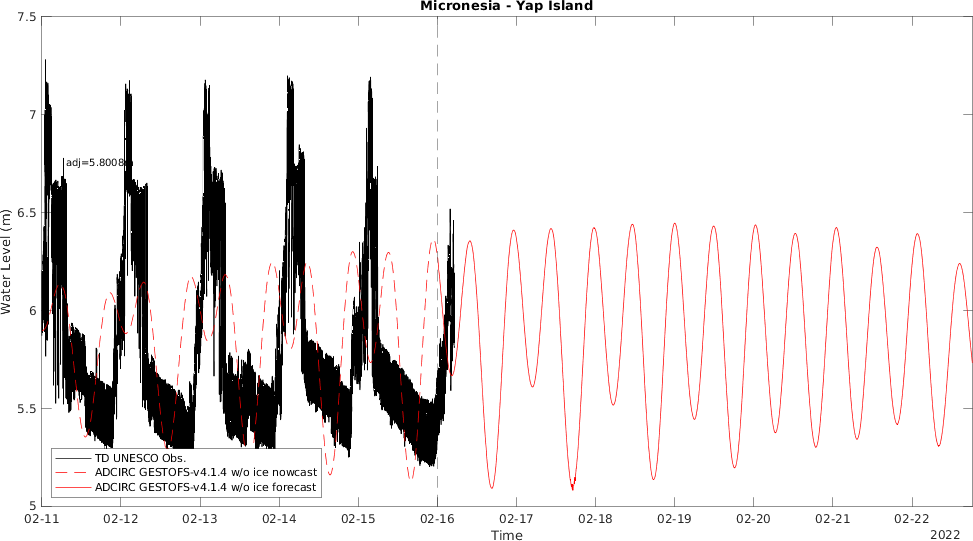 Micronesia - Yap Island
7.5
7
6.5
6
5.5
5
Water Level (m)
adj=5.8008
TD UNESCO Obs.
ADCIRC GESTOFS-v4.1.4 w/o ice nowcast
ADCIRC GESTOFS-v4.1.4 w/o ice forecast
02-11 02-12 02-13 02-14 02-15 02-16 02-17 02-18 02-19 02-20 02-21 02-22
Time
2022